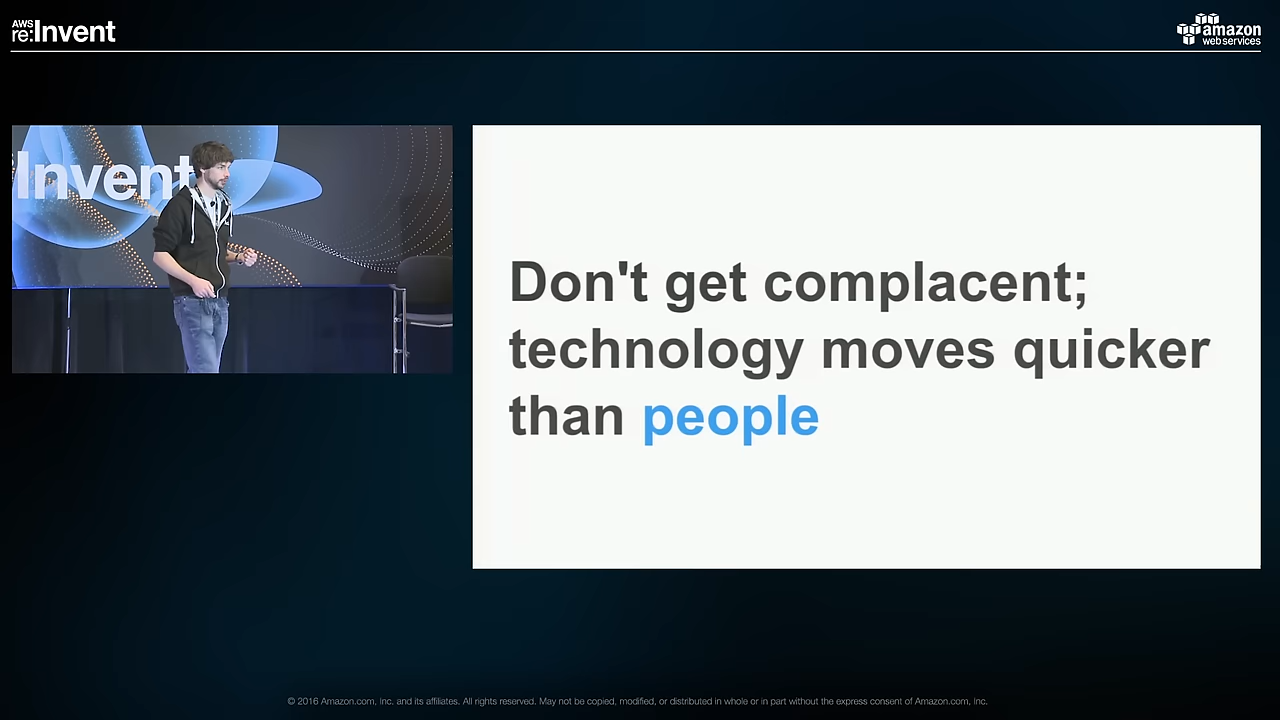 AWS
re:Invent
amazon
web services
Invent
Don't get complacent;
technology moves quicker
than people
© 2016 Amazon.com, Inc. and its affiliates. All rights reserved. May not be copied, modified, or distributed in whole or in part without the express consent of Amazon.com, Inc.